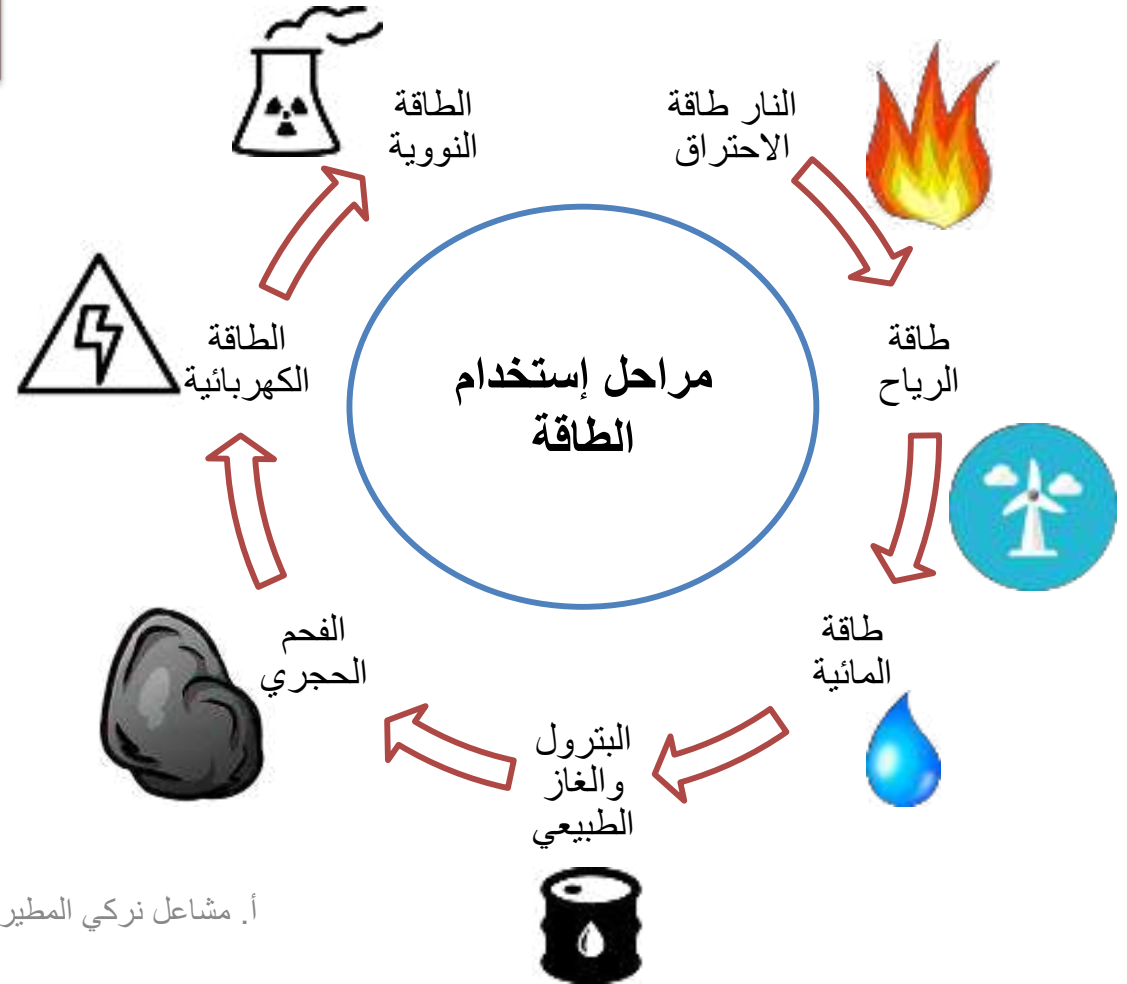 مراحل إستخدام
الطاقة
النار طاقة
الاحتراق
طاقة
الرياح
طاقة
المائية
البترول
والغاز
الطبيعي
الفحم
الحجري
الطاقة
الكهربائية
الطاقة
النووية
أ. مشاعل نركي المطير